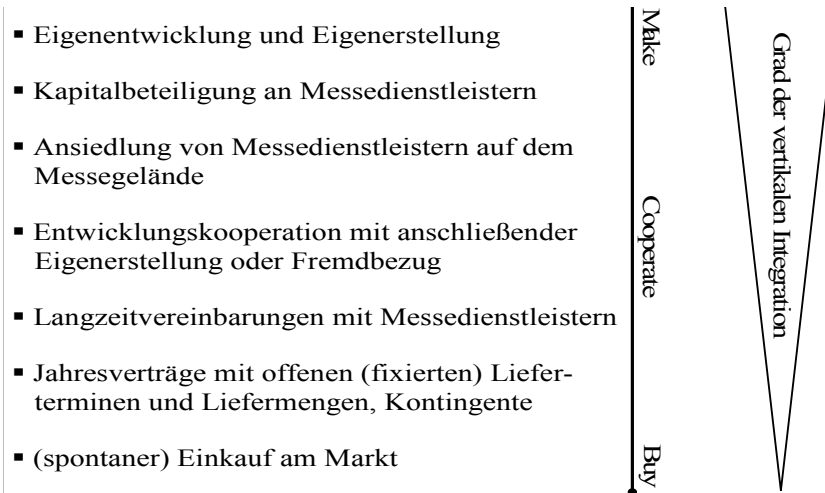 ▪ Eigenentwicklung und Eigenerstellung
▪ Kapitalbeteiligung an Messedienstleistern
▪ Ansiedlung von Messedienstleistern auf dem
Messegelände
▪ Entwicklungskooperation mit anschließender
Eigenerstellung oder Fremdbezug
▪ Langzeitvereinbarungen mit Messedienstleistern
▪ Jahresverträge mit offenen (fixierten) Liefer-
terminen und Liefermengen, Kontingente
▪ (spontaner) Einkauf am Markt
Make
Cooperate
Buy
Grad der vertikalen Integration